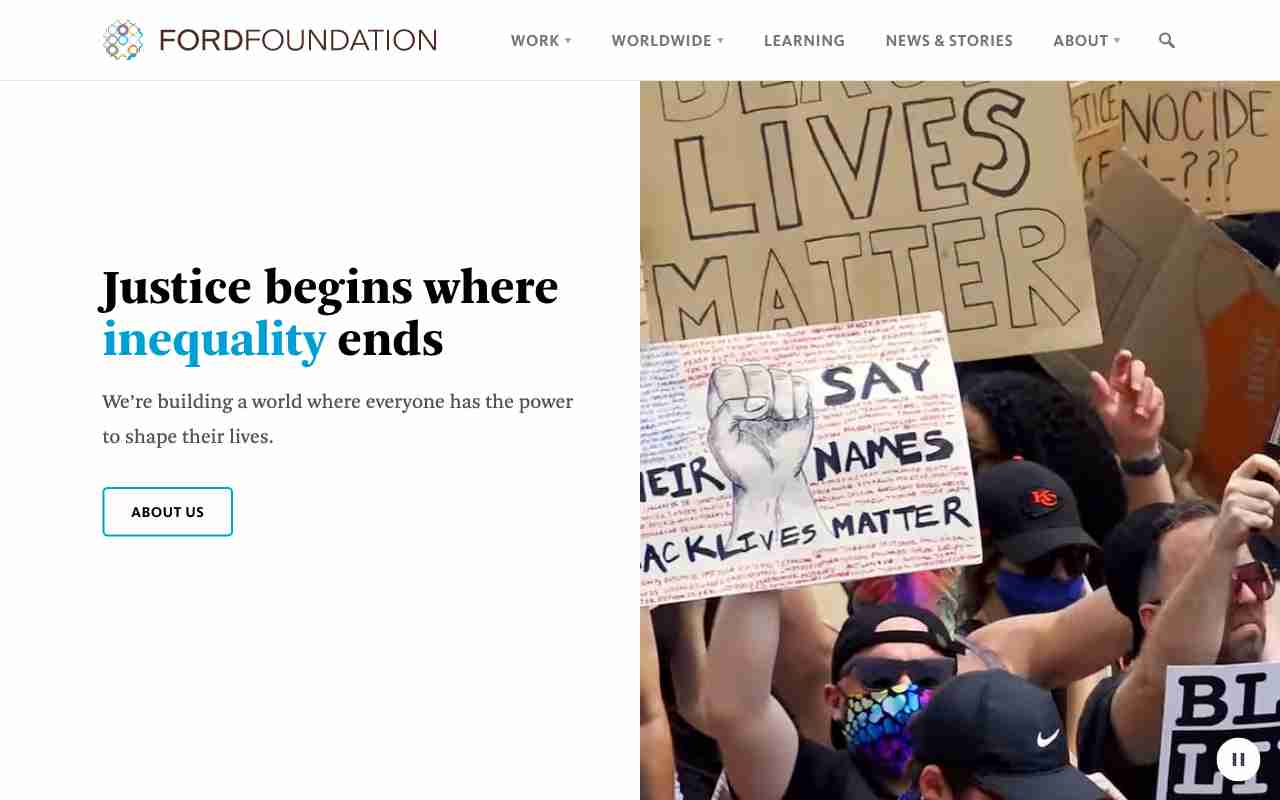 FORDFOUNDATION
WORK
WORLDWIDE
LEARNING
NEWS & STORIES
ABOUT
Justice begins where
inequality ends
We’re building a world where everyone has the power
to shape their lives.
ABOUT US
LIVES
MATTER
NOCIDE
???
SAY
EIR NAMES
ACK LIVES MATTER
KC
BL
LI